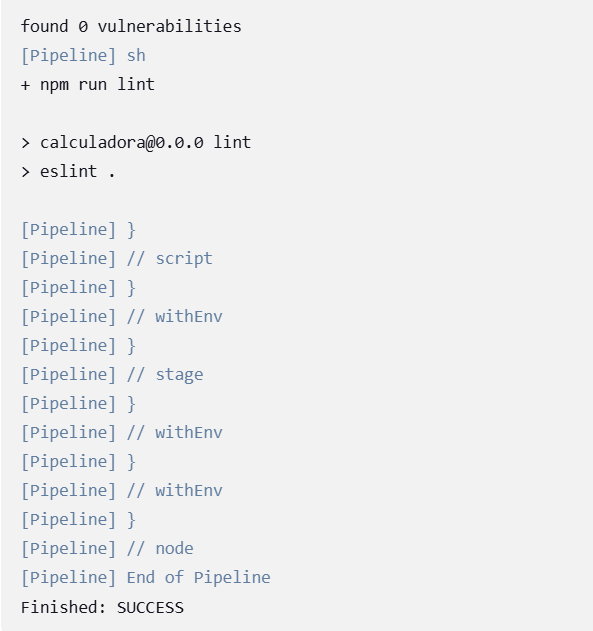 found 0 vulnerabilities
[Pipeline] sh
+ npm run lint
> calculadora@0.0.0 lint
> eslint .
[Pipeline] }
[Pipeline] // script
[Pipeline] }
[Pipeline] // withEnv
[Pipeline] }
[Pipeline] // stage
[Pipeline] }
[Pipeline] // withEnv
[Pipeline] }
[Pipeline] // withEnv
[Pipeline] }
[Pipeline] // node
[Pipeline] End of Pipeline
Finished: SUCCESS